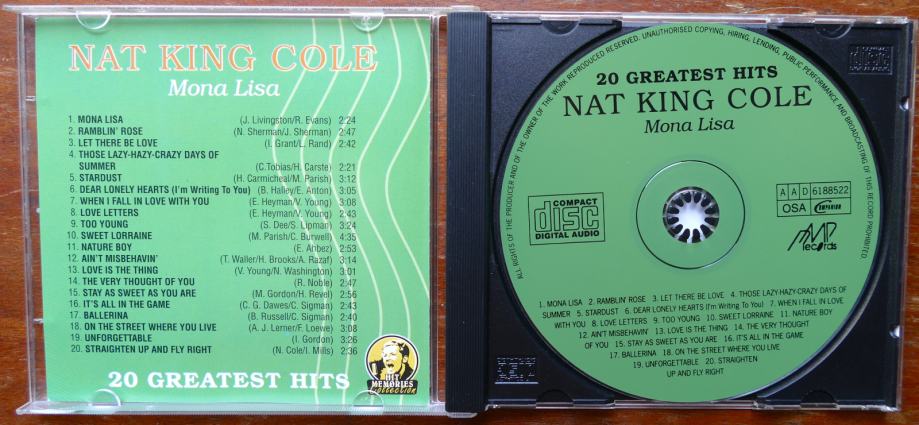 NAT KING COLE
Mona Lisa
1. MONA LISA (J. Livingston/R. Evans) 2:24
2. RAMBLIN' ROSE (N. Sherman/J. Sherman) 2:47
3. LET THERE BE LOVE (I. Grant/L. Rand) 2:42
4. THOSE LAZY-HAZY-CRAZY DAYS OF
SUMMER (C.Tobias/H. Carste) 2:21
5. STARDUST (H. Carmicheal/M. Parish) 3:12
6. DEAR LONELY HEARTS (I'm Writing To You) (B. Halley/E. Anton) 3:05
7. WHEN I FALL IN LOVE WITH YOU (E. Heyman/V. Young) 3:08
8. LOVE LETTERS (E. Heyman/V. Young) 2:43
9. TOO YOUNG (S. Dee/S. Lipman) 3:24
10. SWEET LORRAINE (M. Parish/C. Burwell) 4:35
11. NATURE BOY (E. Ahbez) 2:53
12. AIN'T MISBEHAVIN' (T. Waller/H. Brooks/A. Razaf) 3:14
13. LOVE IS THE THING (V. Young/N. Washington) 3:01
14. THE VERY THOUGHT OF YOU (R. Noble) 2:47
15. STAY AS SWEET AS YOU ARE (M. Gordon/H. Revel) 2:56
16. IT'S ALL IN THE GAME (C. G. Dawes/C. Sigman) 2:43
17. BALLERINA (B. Russell/C. Sigman) 2:40
18. ON THE STREET WHERE YOU LIVE (A. J. Lerner/F. Loewe) 3:08
19. UNFORGETTABLE (I. Gordon) 3:26
20. STRAIGHTEN UP AND FLY RIGHT (N. Cole/I. Mills) 2:36
20 GREATEST HITS
HIT
MEMORIES
Collection
ALL RIGHTS OF THE PRODUCER AND OF THE OWNER OF THE WORK REPRODUCED RESERVED. UNAUTHORISED COPYING, HIRING, LENDING, PUBLIC PERFORMANCE AND BROADCASTING OF THIS RECORD PROHIBITED
20 GREATEST HITS
NAT KING COLE
Mona Lisa
COMPACT
disc
DIGITAL AUDIO
A A D 6188522
OSA COMPANION
MMP
records
1. MONA LISA 2. RAMBLIN' ROSE 3. LET THERE BE LOVE 4. THOSE LAZY-HAZY-CRAZY DAYS OF
SUMMER 5. STARDUST 6. DEAR LONELY HEARTS (I'm Writing To You) 7. WHEN I FALL IN LOVE
WITH YOU 8. LOVE LETTERS 9. TOO YOUNG 10. SWEET LORRAINE 11. NATURE BOY
12. AIN'T MISBEHAVIN' 13. LOVE IS THE THING 14. THE VERY THOUGHT
OF YOU 15. STAY AS SWEET AS YOU ARE 16. IT'S ALL IN THE GAME
17. BALLERINA 18. ON THE STREET WHERE YOU LIVE
19. UNFORGETTABLE 20. STRAIGHTEN
UP AND FLY RIGHT